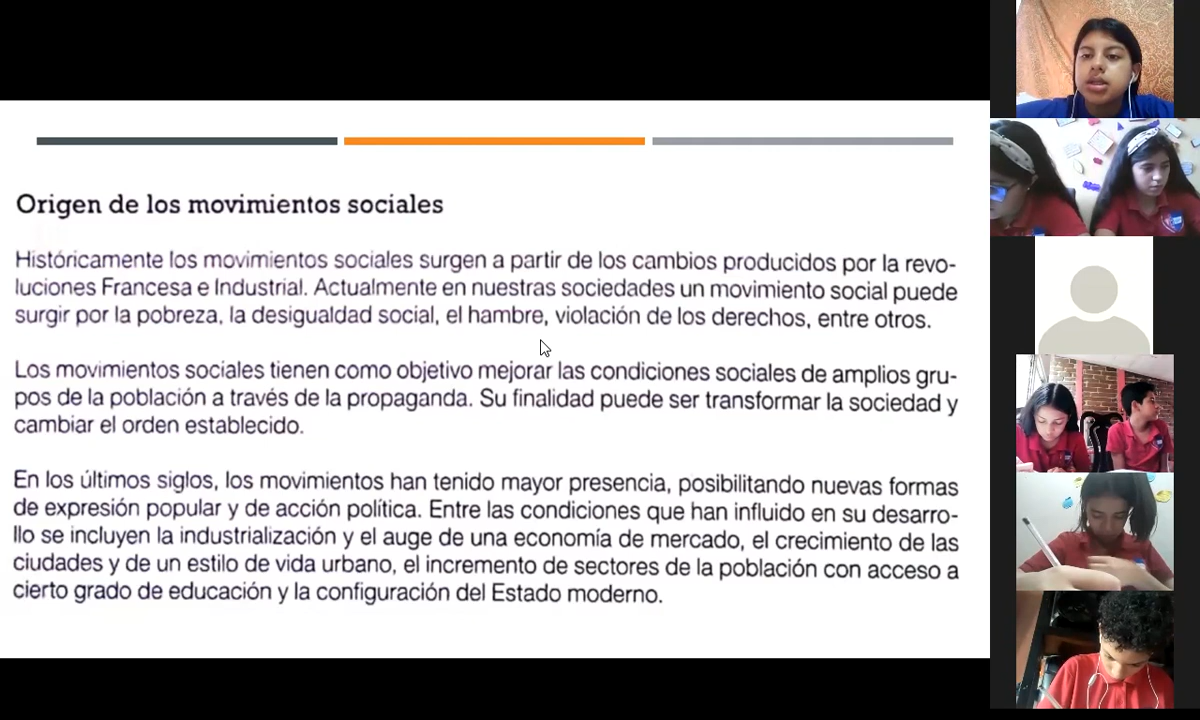 Origen de los movimientos sociales
Históricamente los movimientos sociales surgen a partir de los cambios producidos por la revo-
luciones Francesa e Industrial. Actualmente en nuestras sociedades un movimiento social puede
surgir por la pobreza, la desigualdad social, el hambre, violación de los derechos, entre otros.
Los movimientos sociales tienen como objetivo mejorar las condiciones sociales de amplios gru-
pos de la población a través de la propaganda. Su finalidad puede ser transformar la sociedad y
cambiar el orden establecido.
En los últimos siglos, los movimientos han tenido mayor presencia, posibilitando nuevas formas
de expresión popular y de acción política. Entre las condiciones que han influido en su desarro-
llo se incluyen la industrialización y el auge de una economía de mercado, el crecimiento de las
ciudades y de un estilo de vida urbano, el incremento de sectores de la población con acceso a
cierto grado de educación y la configuración del Estado moderno.